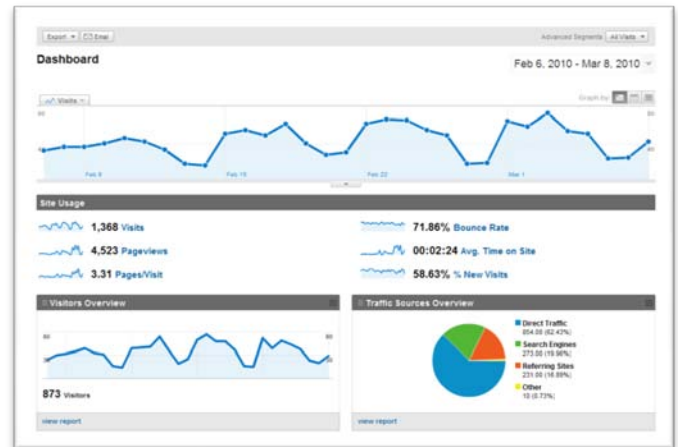 Export Email
Advanced Segments: All Visits
Dashboard
Feb 6, 2010 - Mar 8, 2010
Visits
Graph by:
80 80
40 40
Feb 8 Feb 15 Feb 22 Mar 1
Site Usage
1,368 Visits
71.86% Bounce Rate
4,523 Pageviews
00:02:24 Avg. Time on Site
3.31 Pages/Visit
58.63% % New Visits
Visitors Overview
873 Visitors
view report
Traffic Sources Overview
Direct Traffic
854.00 (62.43%)
Search Engines
273.00 (19.96%)
Referring Sites
231.00 (16.89%)
Other
10 (0.73%)
view report